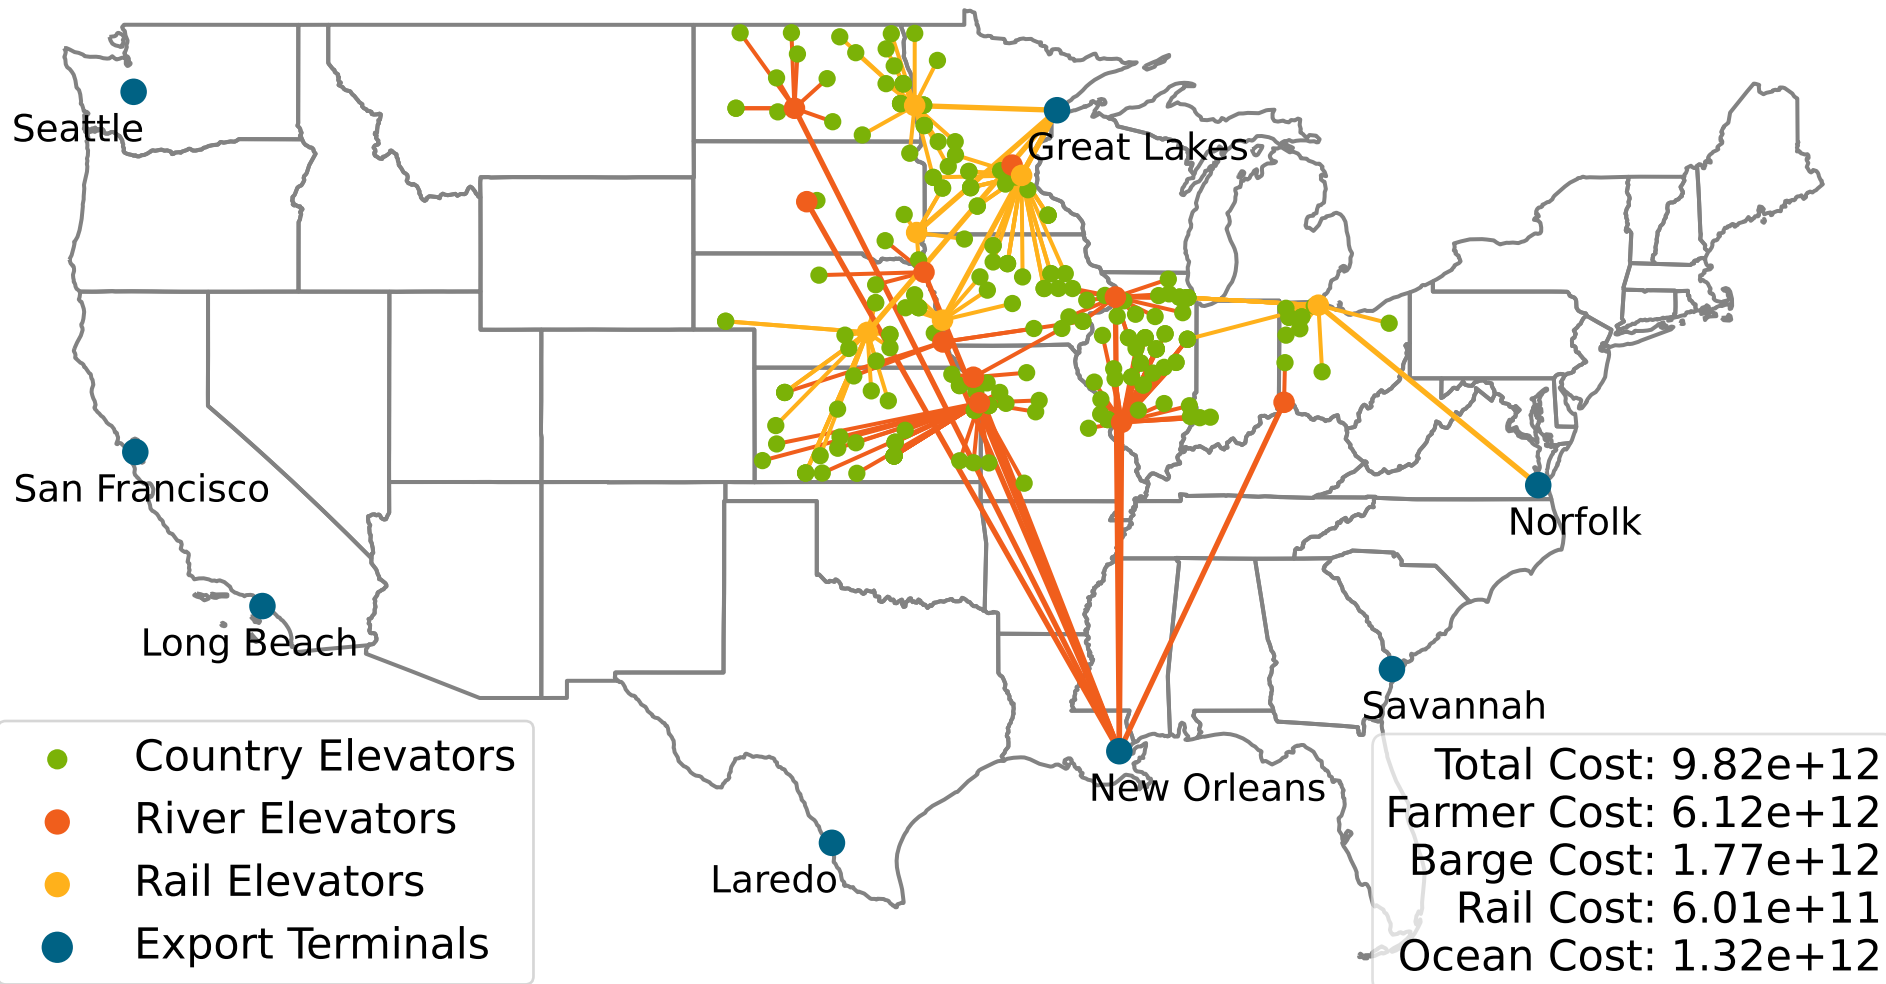 Seattle
Great Lakes
San Francisco
Norfolk
Long Beach
Savannah
New Orleans
Laredo
Country Elevators
River Elevators
Rail Elevators
Export Terminals
Total Cost: 9.82e+12
Farmer Cost: 6.12e+12
Barge Cost: 1.77e+12
Rail Cost: 6.01e+11
Ocean Cost: 1.32e+12